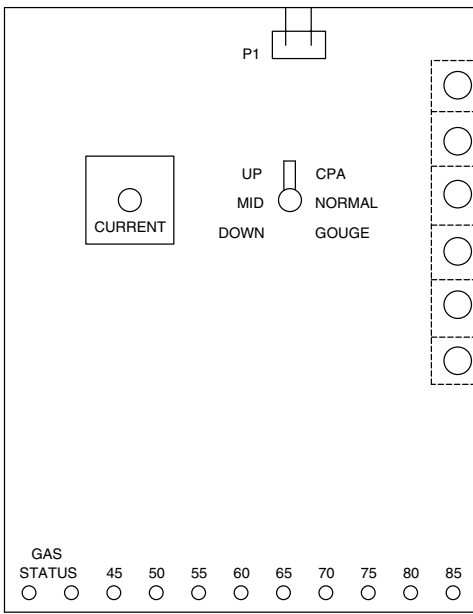 P1
UP CPA
MID NORMAL
DOWN GOUGE
CURRENT
GAS
STATUS 45 50 55 60 65 70 75 80 85